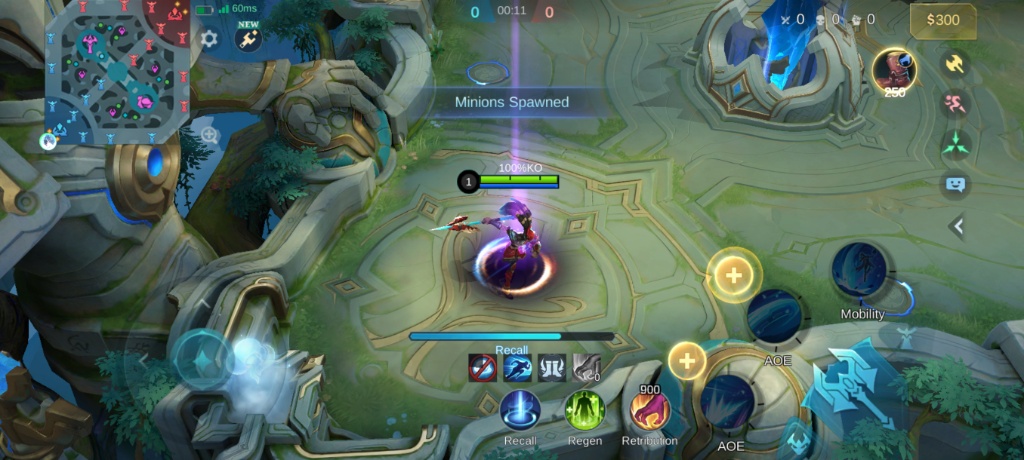 60ms
NEW
0 00:11 0
0 0 0
$300
250
Minions Spawned
100%KO
1
Mobility
AOE
Recall
0
900
Recall
Regen
Retribution
AOE